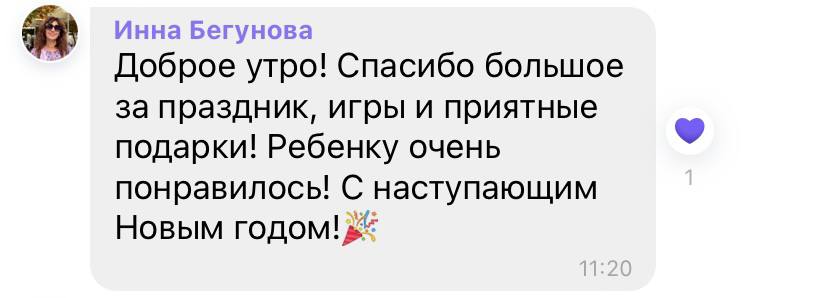 Инна Бегунова
Доброе утро! Спасибо большое
за праздник, игры и приятные
подарки! Ребенку очень
понравилось! С наступающим
Новым годом!🎉
1
11:20